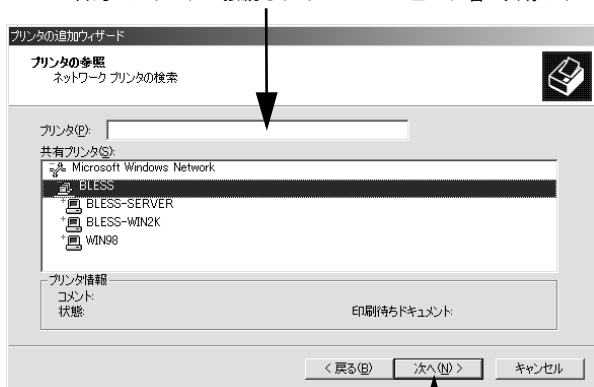 プリンタの追加ウィザード
プリンタの参照
ネットワーク プリンタの検索
プリンタ(P):
共有プリンタ(S):
Microsoft Windows Network
BLESS
BLESS-SERVER
BLESS-WIN2K
WIN98
プリンタ情報
コメント:
状態: 印刷待ちドキュメント:
< 戻る(B) 次へ(N) > キャンセル